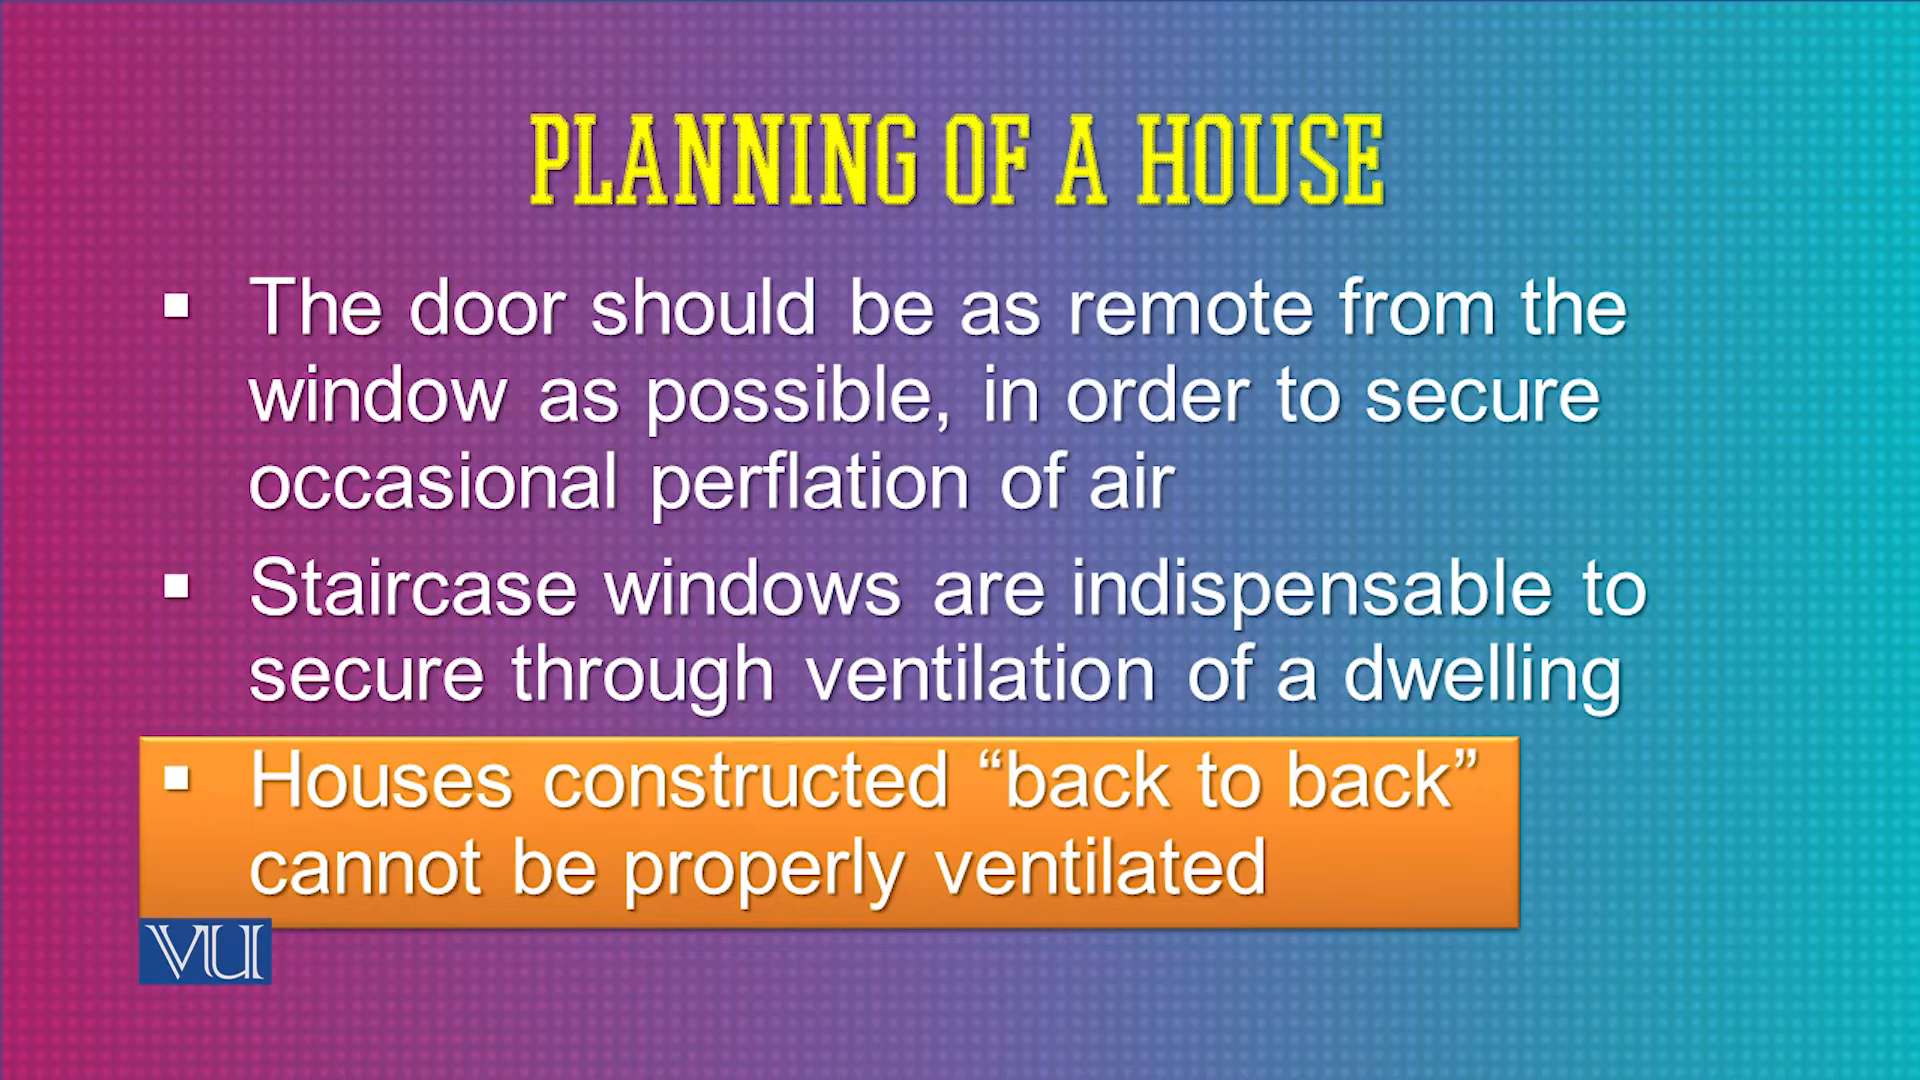 PLANNING OF A HOUSE
▪ The door should be as remote from the
window as possible, in order to secure
occasional perflation of air
▪ Staircase windows are indispensable to
secure through ventilation of a dwelling
▪ Houses constructed “back to back”
cannot be properly ventilated
VU